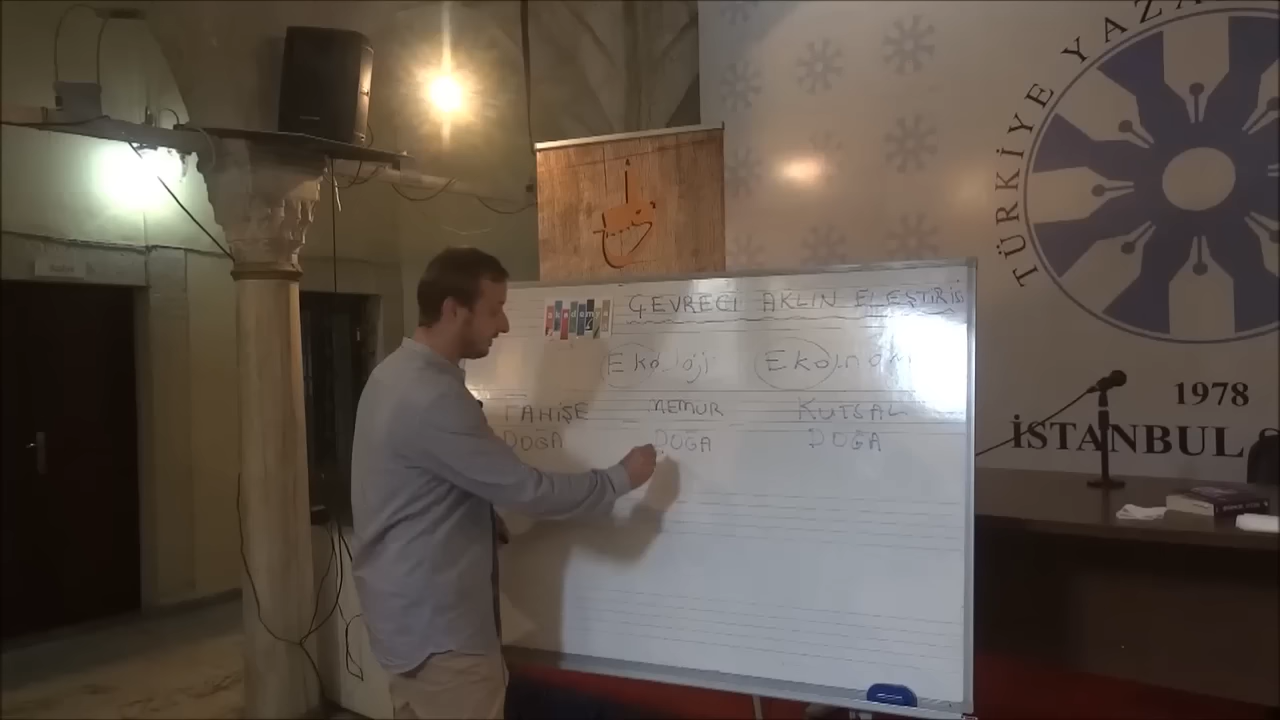 TÜRKİYE YAZA
1978
İSTANBUL
akademya
ÇEVRECİ AKLIN ELEŞTİRİSİ
Ekoloji Ekonomi
FAHİŞE MEMUR KUTSAL
DOĞA DOĞA DOĞA